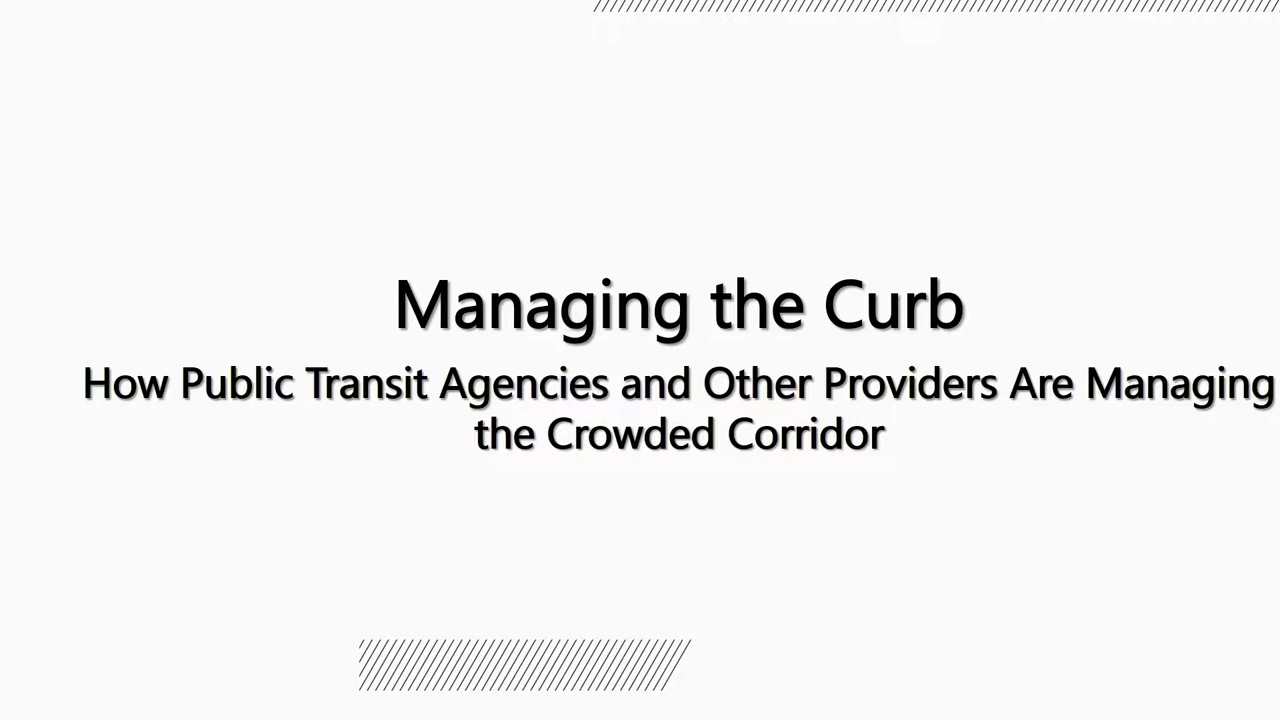 Managing the Curb
How Public Transit Agencies and Other Providers Are Managing
the Crowded Corridor